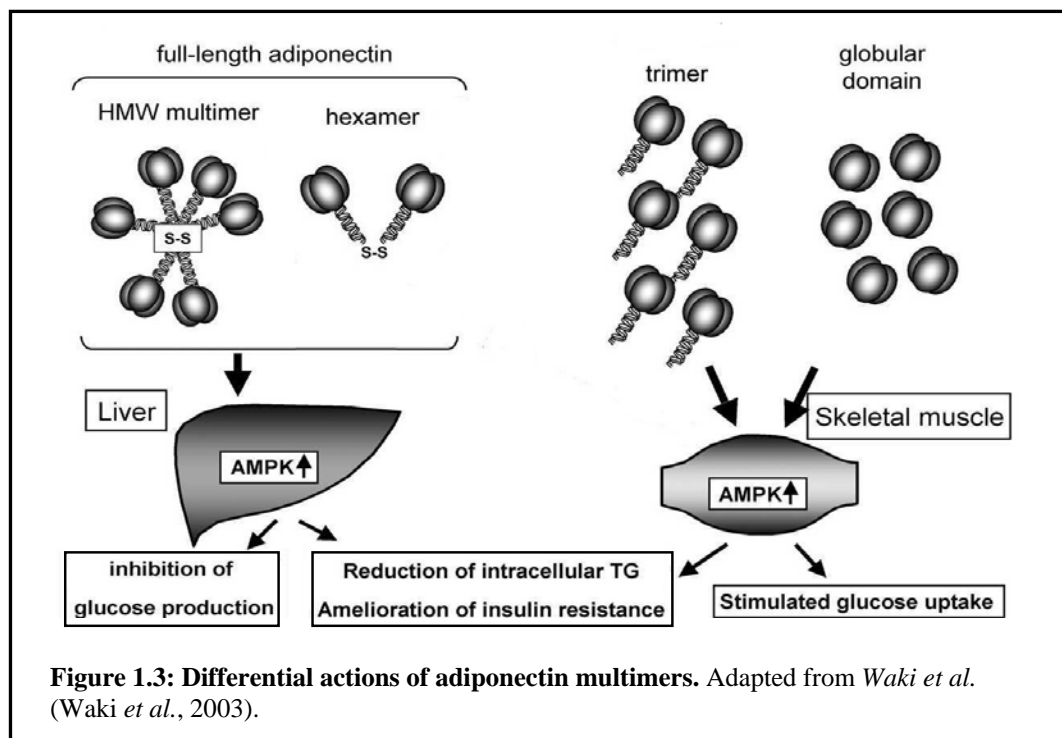 full-length adiponectin
HMW multimer
hexamer
S-S
S-S
trimer
globular
domain
Liver
AMPK↑
Skeletal muscle
AMPK↑
inhibition of
glucose production
Reduction of intracellular TG
Amelioration of insulin resistance
Stimulated glucose uptake
Figure 1.3: Differential actions of adiponectin multimers. Adapted from Waki et al.
(Waki et al., 2003).